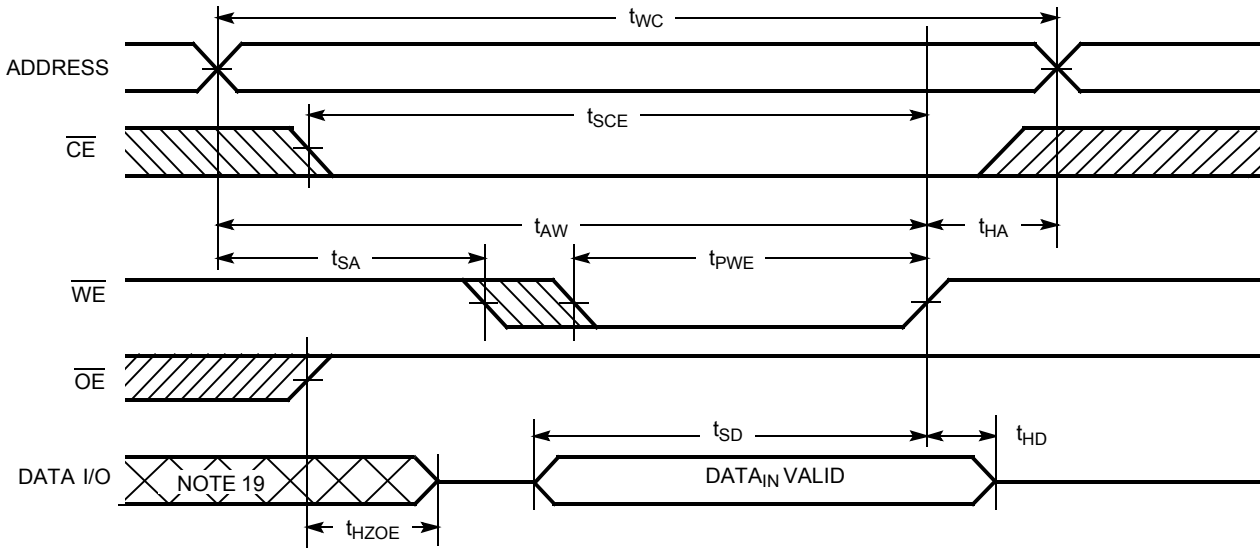 tWC
ADDRESS
tSCE
CE
tAW
tHA
tSA
tPWE
WE
OE
tSD
tHD
DATA I/O
NOTE 19
DATAIN VALID
tHZOE